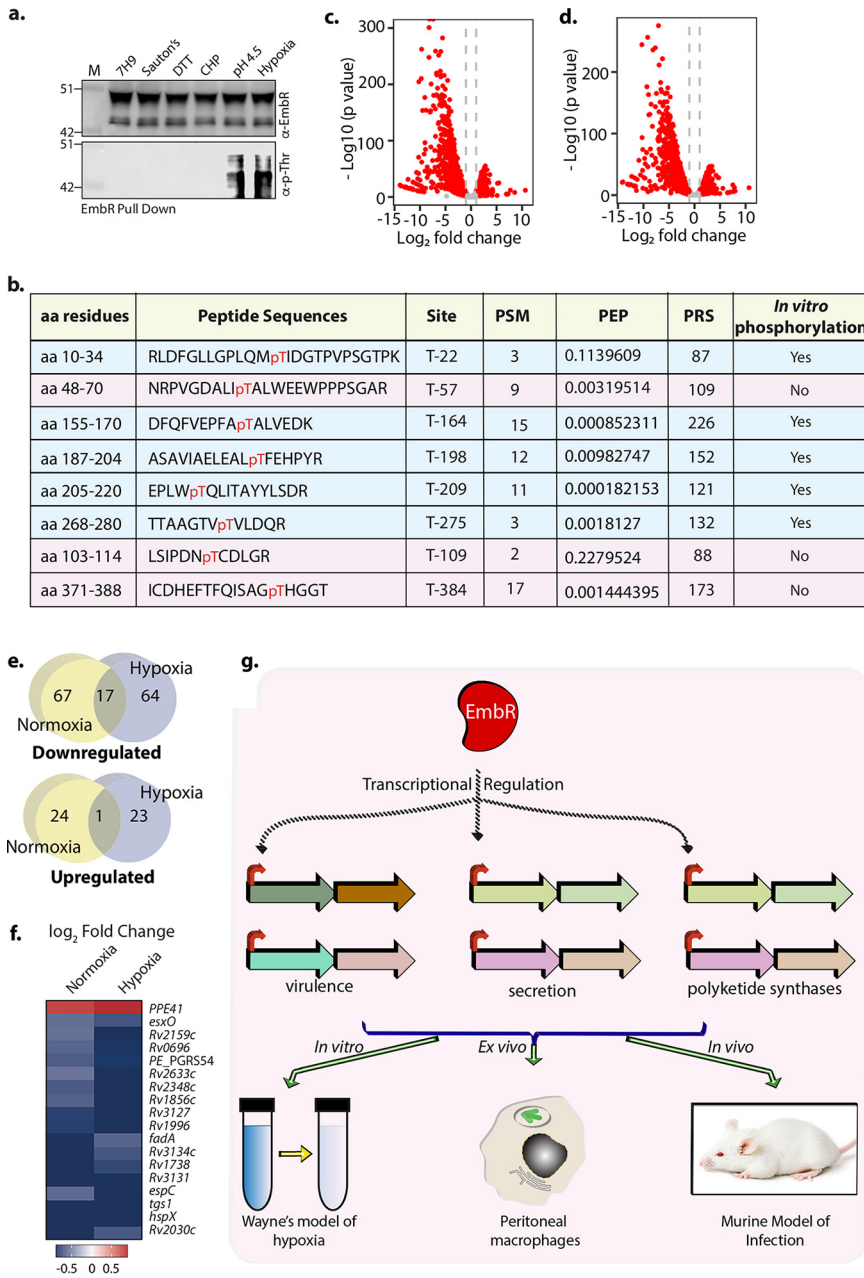 a.
M 7H9 Sauton's DTT CHP pH 4.5 Hypoxia
51
42
α-EmbR
51
42
α-p-Thr
EmbR Pull Down
c.
- Log10 (p value)
300
200
100
0
-15 -10 -5 0 5 10
Log2 fold change
d.
- Log10 (p value)
200
100
0
-15 -10 -5 0 5 10
Log2 fold change
b.
aa residues Peptide Sequences Site PSM PEP PRS In vitro phosphorylation
aa 10-34 RLDFGLLGPLQMpTIDGTPVPSGTPK T-22 3 0.1139609 87 Yes
aa 48-70 NRPVGDALIpTALWEEWPPPSGAR T-57 9 0.00319514 109 No
aa 155-170 DFQFVEPFApTALVEDK T-164 15 0.000852311 226 Yes
aa 187-204 ASAVIAELEALpTFEHPYR T-198 12 0.00982747 152 Yes
aa 205-220 EPLWpTQLITAYYLSDR T-209 11 0.000182153 121 Yes
aa 268-280 TTAAGTVpTVLDQR T-275 3 0.0018127 132 Yes
aa 103-114 LSIPDNpTCDLGR T-109 2 0.2279524 88 No
aa 371-388 ICDHEFTFQISAGpTHGGT T-384 17 0.001444395 173 No
e.
Hypoxia
67 17 64
Normoxia
Downregulated
Hypoxia
24 1 23
Normoxia
Upregulated
f.
log2 Fold Change
Normoxia Hypoxia
PPE41
esxO
Rv2159c
Rv0696
PE_PGRS54
Rv2633c
Rv2348c
Rv1856c
Rv3127
Rv1996
fadA
Rv3134c
Rv1738
Rv3131
espC
tgs1
hspX
Rv2030c
-0.5 0 0.5
g.
EmbR
Transcriptional Regulation
virulence
secretion
polyketide synthases
In vitro
Ex vivo
In vivo
Wayne's model of
hypoxia
Peritoneal
macrophages
Murine Model of
Infection